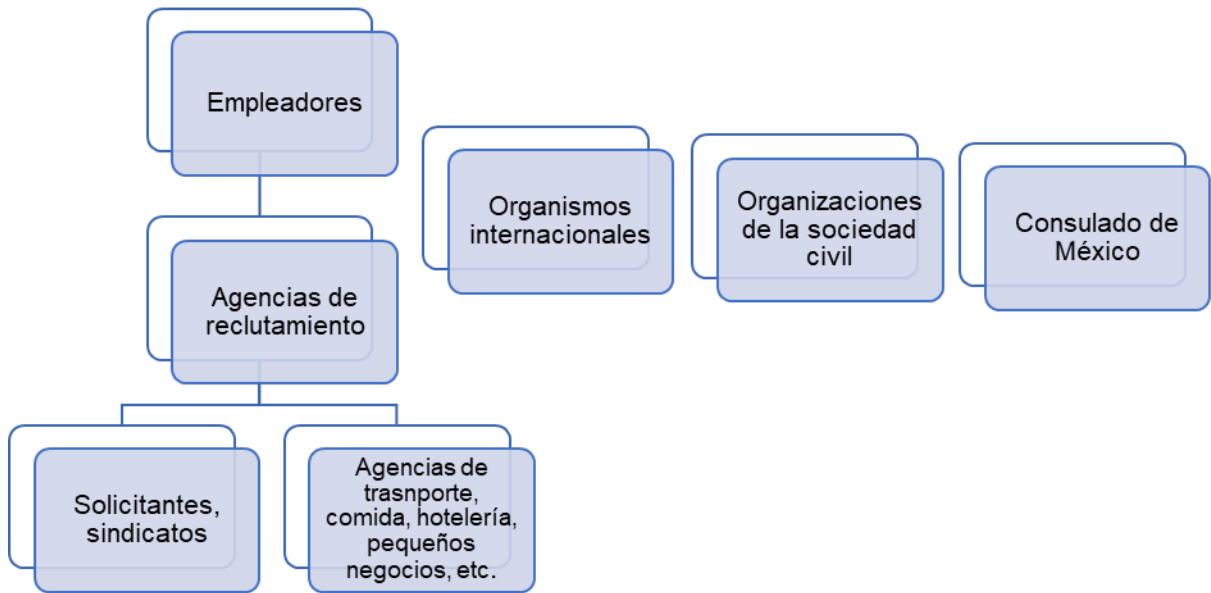 Empleadores
Organismos
internacionales
Organizaciones
de la sociedad
civil
Consulado de
México
Agencias de
reclutamiento
Solicitantes,
sindicatos
Agencias de
trasnporte,
comida, hotelería,
pequeños
negocios, etc.